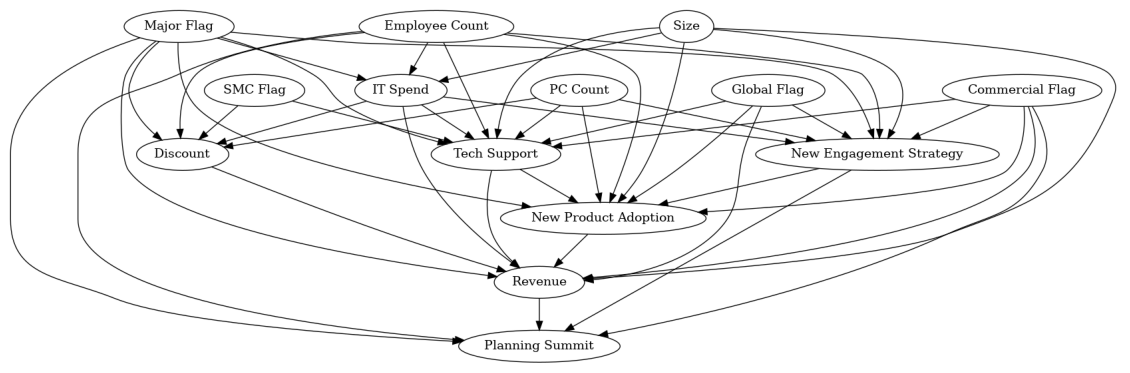 Major Flag
Employee Count
Size
SMC Flag
IT Spend
PC Count
Global Flag
Commercial Flag
Discount
Tech Support
New Engagement Strategy
New Product Adoption
Revenue
Planning Summit